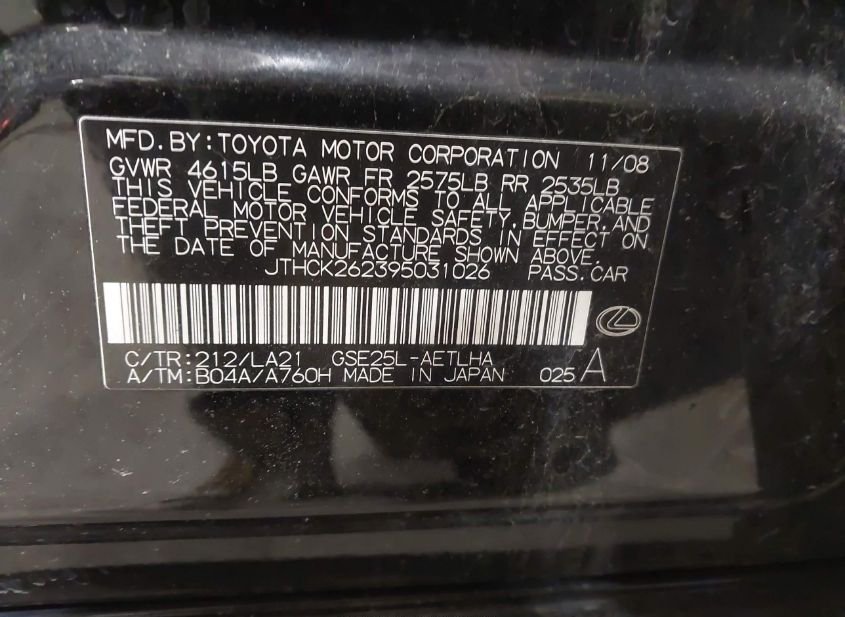 MFD.BY:TOYOTA MOTOR CORPORATION 11/08
GVWR 4615LB GAWR FR 2575LB RR 2535LB
THIS VEHICLE CONFORMS TO ALL APPLICABLE
FEDERAL MOTOR VEHICLE SAFETY,BUMPER,AND
THEFT PREVENTION STANDARDS IN EFFECT ON
THE DATE OF MANUFACTURE SHOWN ABOVE.
JTHCK262395031026 PASS.CAR
C/TR:212/LA21 GSE25L-AETLHA
A/TM:B04A/A760H MADE IN JAPAN 025 A